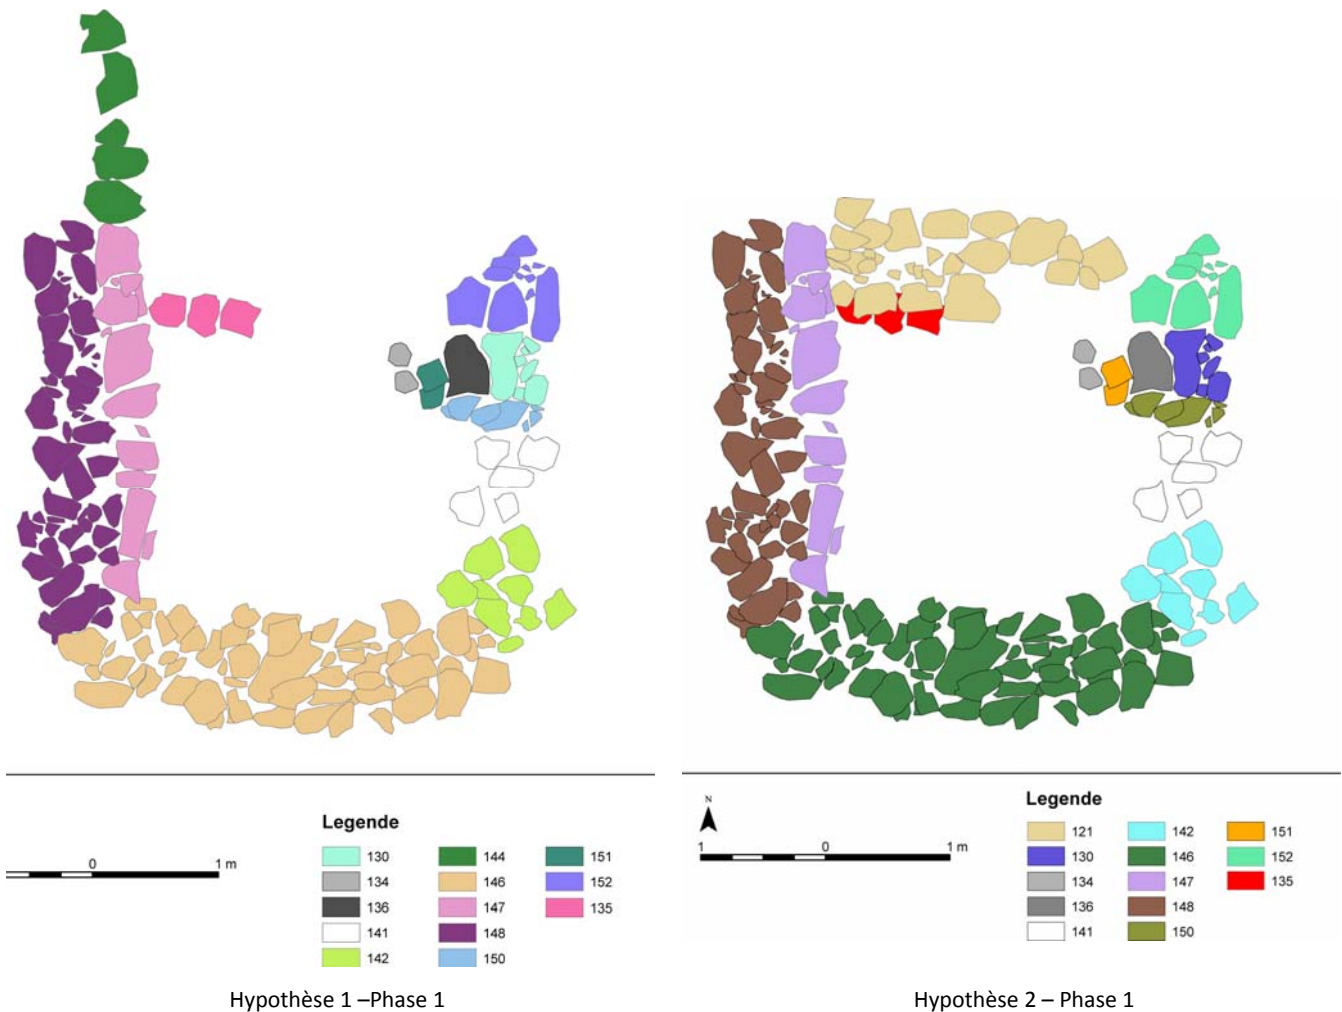 0 1 m
Legende
130 144 151
134 146 152
136 147 135
141 148
142 150
Hypothèse 1 –Phase 1
N
1 0 1 m
Legende
121 142 151
130 146 152
134 147 135
136 148
141 150
Hypothèse 2 – Phase 1